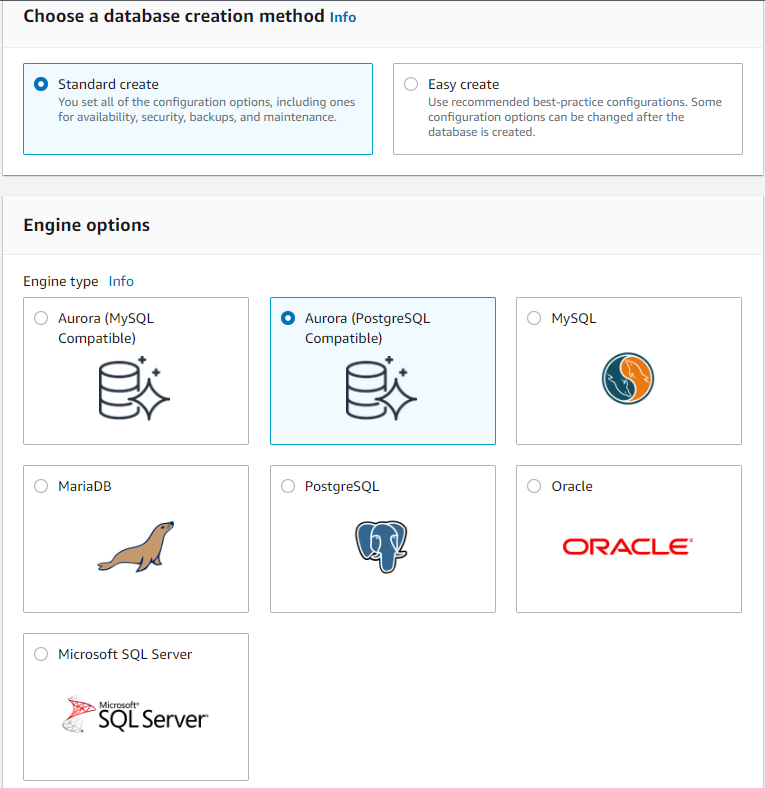 Choose a database creation method Info
Standard create
You set all of the configuration options, including ones
for availability, security, backups, and maintenance.
Easy create
Use recommended best-practice configurations. Some
configuration options can be changed after the
database is created.
Engine options
Engine type Info
Aurora (MySQL
Compatible)
Aurora (PostgreSQL
Compatible)
MySQL
MariaDB
PostgreSQL
Oracle
ORACLE®
Microsoft SQL Server
Microsoft®
SQL Server®